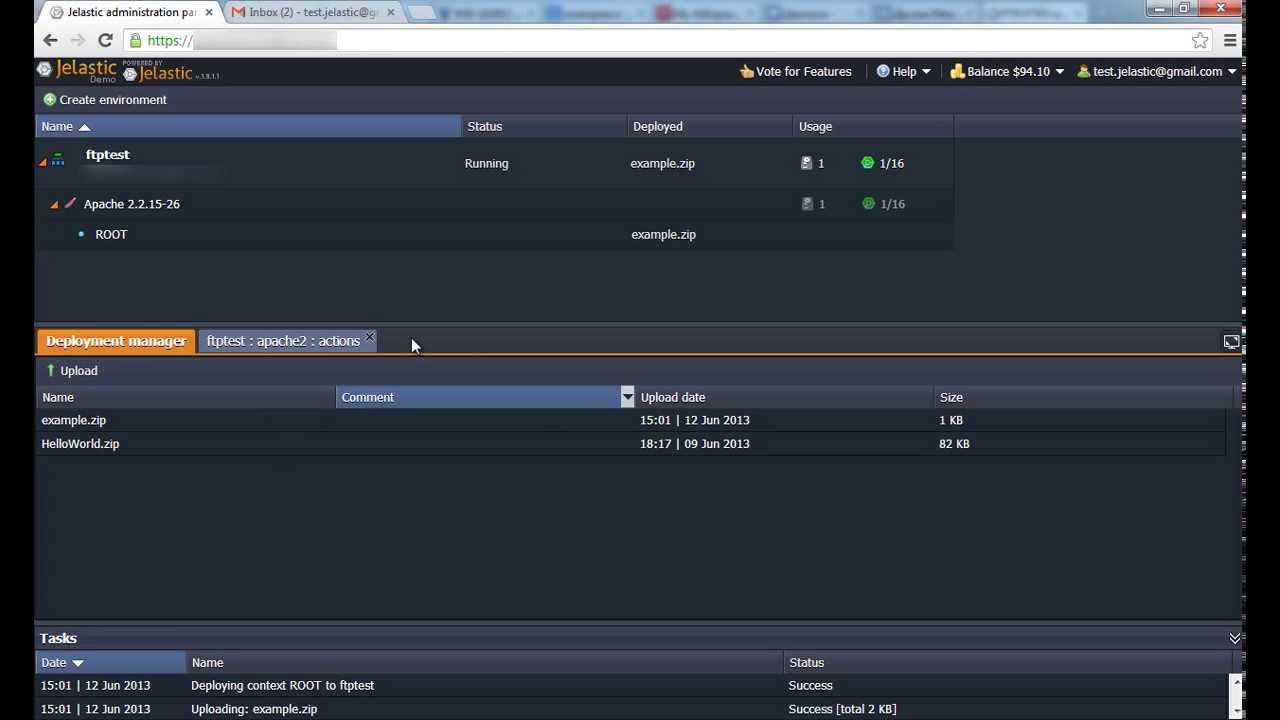 Jelastic administration pa
Inbox (2) - test.jelastic@g
https://
Jelastic Demo POWERED BY Jelastic v.1.8.1.1
Vote for Features Help Balance $94.10 test.jelastic@gmail.com
Create environment
Name Status Deployed Usage
ftptest Running example.zip 1 1/16
Apache 2.2.15-26 1 1/16
ROOT example.zip
Deployment manager ftptest : apache2 : actions
Upload
Name Comment Upload date Size
example.zip 15:01 | 12 Jun 2013 1 KB
HelloWorld.zip 18:17 | 09 Jun 2013 82 KB
Tasks
Date Name Status
15:01 | 12 Jun 2013 Deploying context ROOT to ftptest Success
15:01 | 12 Jun 2013 Uploading: example.zip Success [total 2 KB]